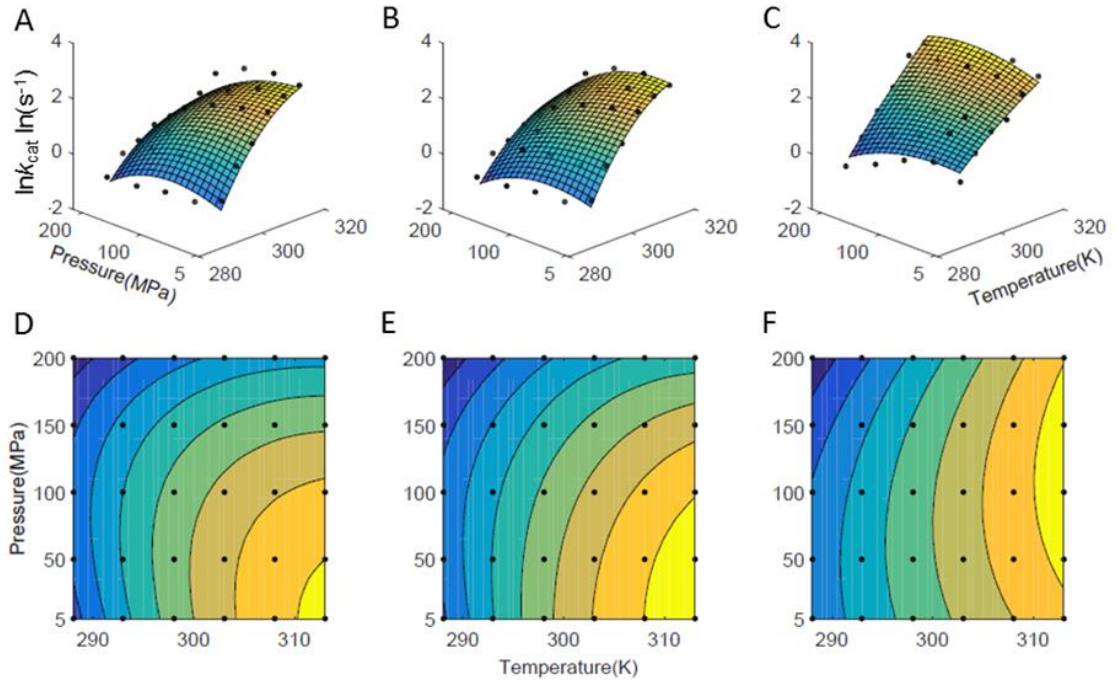 A B C
4 4 4
2 2 2
0 0 0
-2 -2 -2
lnkcat ln(s-1)
200 100 5 280 300 320
Pressure(MPa)
200 100 5 280 300 320
200 100 5 280 300 320
Temperature(K)
D E F
200 200 200
150 150 150
100 100 100
50 50 50
5 5 5
Pressure(MPa)
290 300 310 290 300 310 290 300 310
Temperature(K)